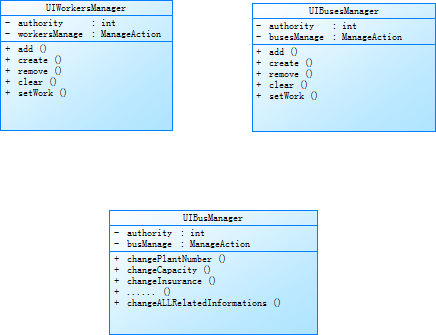 UIWorkersManager
- authority : int
- workersManage : ManageAction
+ add ()
+ create ()
+ remove ()
+ clear ()
+ setWork ()
UIBusesManager
- authority : int
- busesManage : ManageAction
+ add ()
+ create ()
+ remove ()
+ clear ()
+ setWork ()
UIBusManager
- authority : int
- busManage : ManageAction
+ changePlantNumber ()
+ changeCapacity ()
+ changeInsurance ()
+ ...... ()
+ changeALLRelatedInformations ()